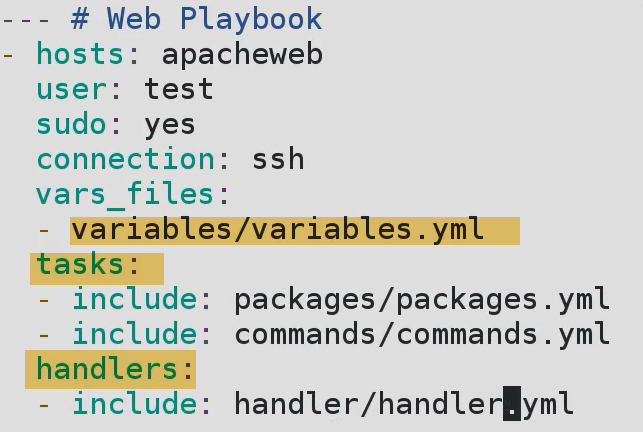 --- # Web Playbook
- hosts: apacheweb
  user: test
  sudo: yes
  connection: ssh
  vars_files:
  - variables/variables.yml
  tasks:
  - include: packages/packages.yml
  - include: commands/commands.yml
  handlers:
  - include: handler/handler.yml